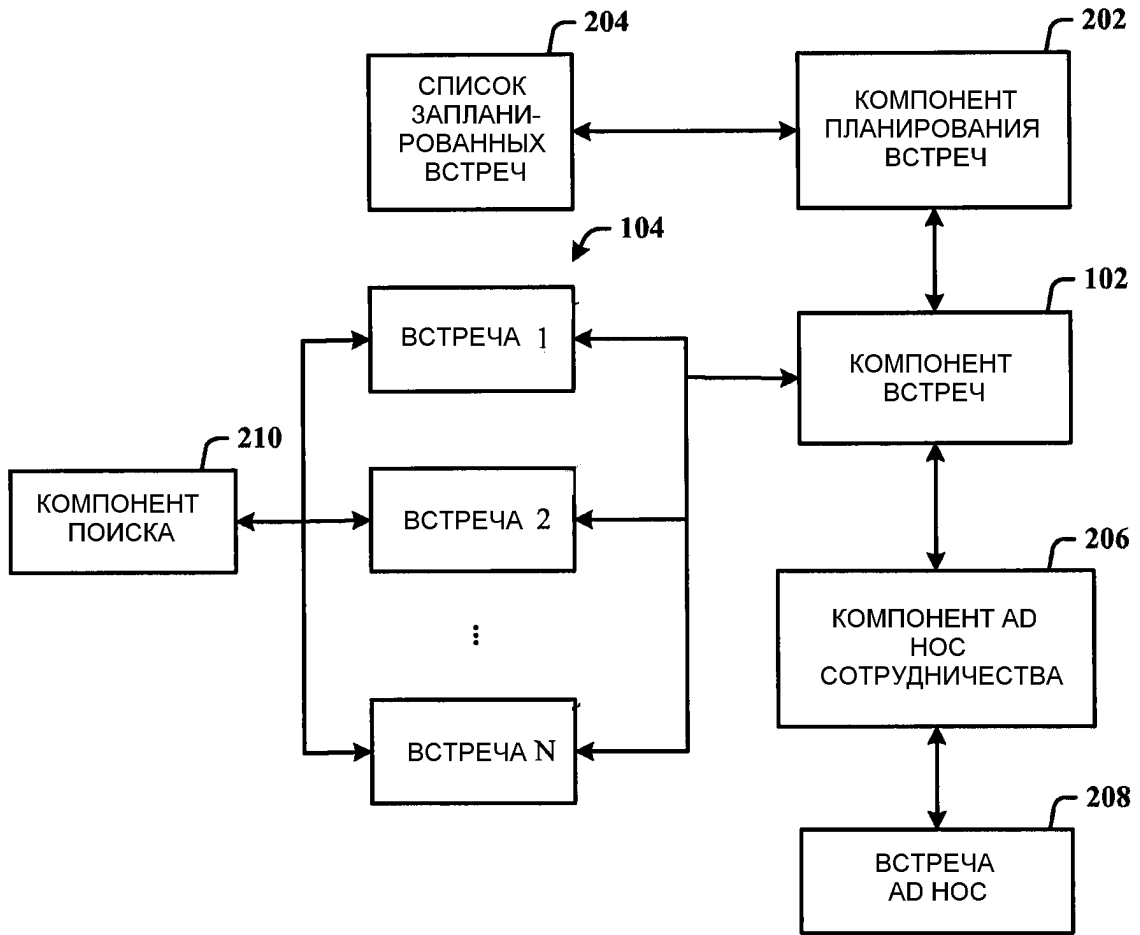 204
202
СПИСОК
ЗАПЛАНИ-
РОВАННЫХ
ВСТРЕЧ
КОМПОНЕНТ
ПЛАНИРОВАНИЯ
ВСТРЕЧ
104
102
ВСТРЕЧА 1
КОМПОНЕНТ
ВСТРЕЧ
210
КОМПОНЕНТ
ПОИСКА
ВСТРЕЧА 2
206
КОМПОНЕНТ AD
HOC
СОТРУДНИЧЕСТВА
...
ВСТРЕЧА N
208
ВСТРЕЧА
AD HOC